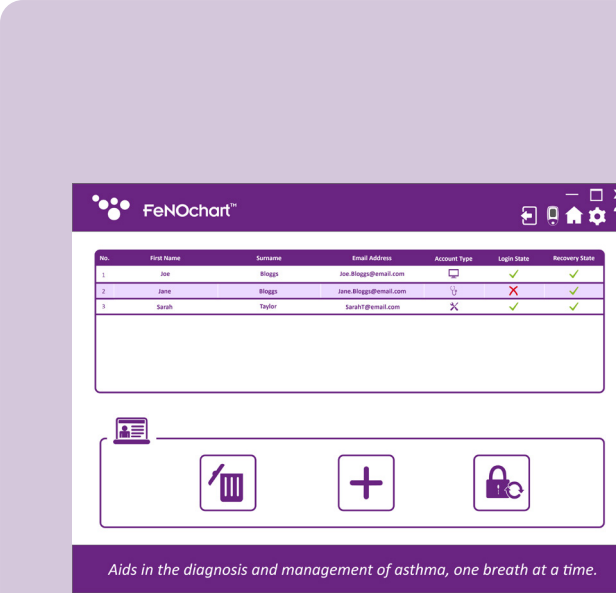 FeNOchart™
No. First Name Surname Email Address Account Type Login State Recovery State
1 Joe Bloggs Joe.Bloggs@email.com
2 Jane Bloggs Jane.Bloggs@email.com
3 Sarah Taylor SarahT@email.com
Aids in the diagnosis and management of asthma, one breath at a time.